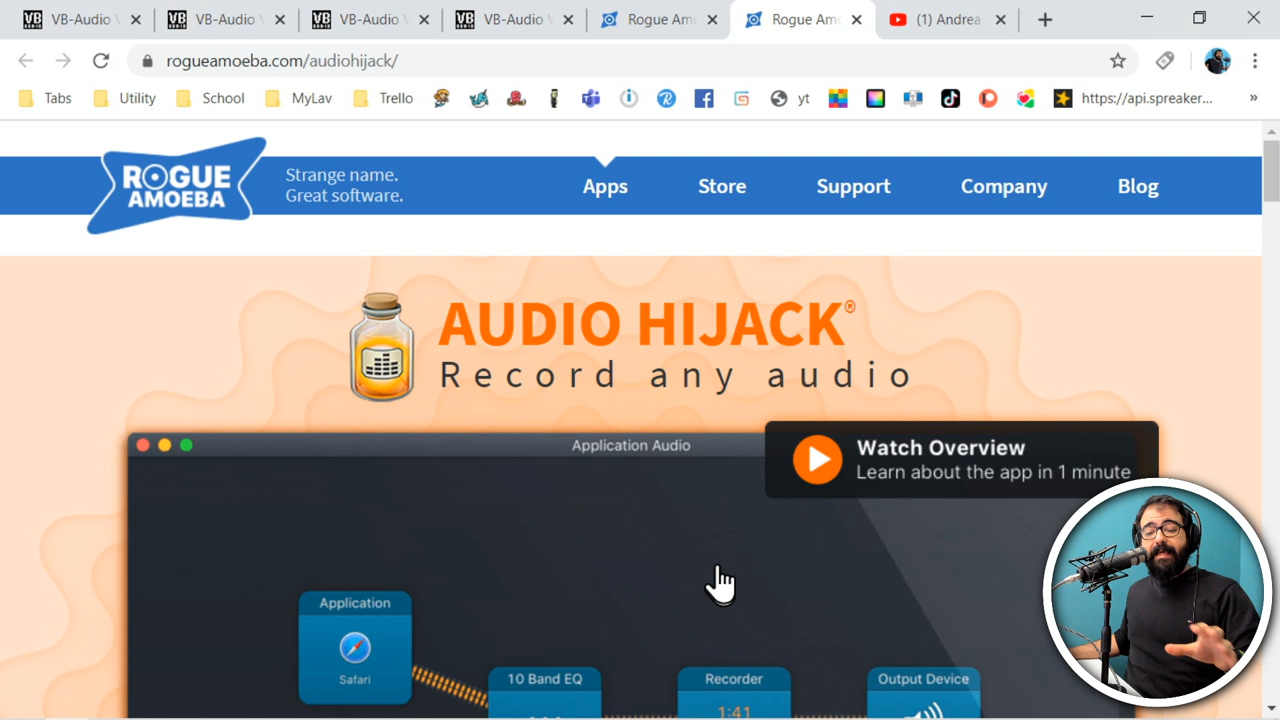 VB-Audio V
VB-Audio V
VB-Audio V
VB-Audio V
Rogue Am
Rogue Am
(1) Andrea
rogueamoeba.com/audiohijack/
Tabs
Utility
School
MyLav
Trello
yt
https://api.spreaker...
ROGUE AMOEBA
Strange name.
Great software.
Apps
Store
Support
Company
Blog
AUDIO HIJACK®
Record any audio
Application Audio
Watch Overview
Learn about the app in 1 minute
Application
Safari
10 Band EQ
Recorder
1:41
Output Device